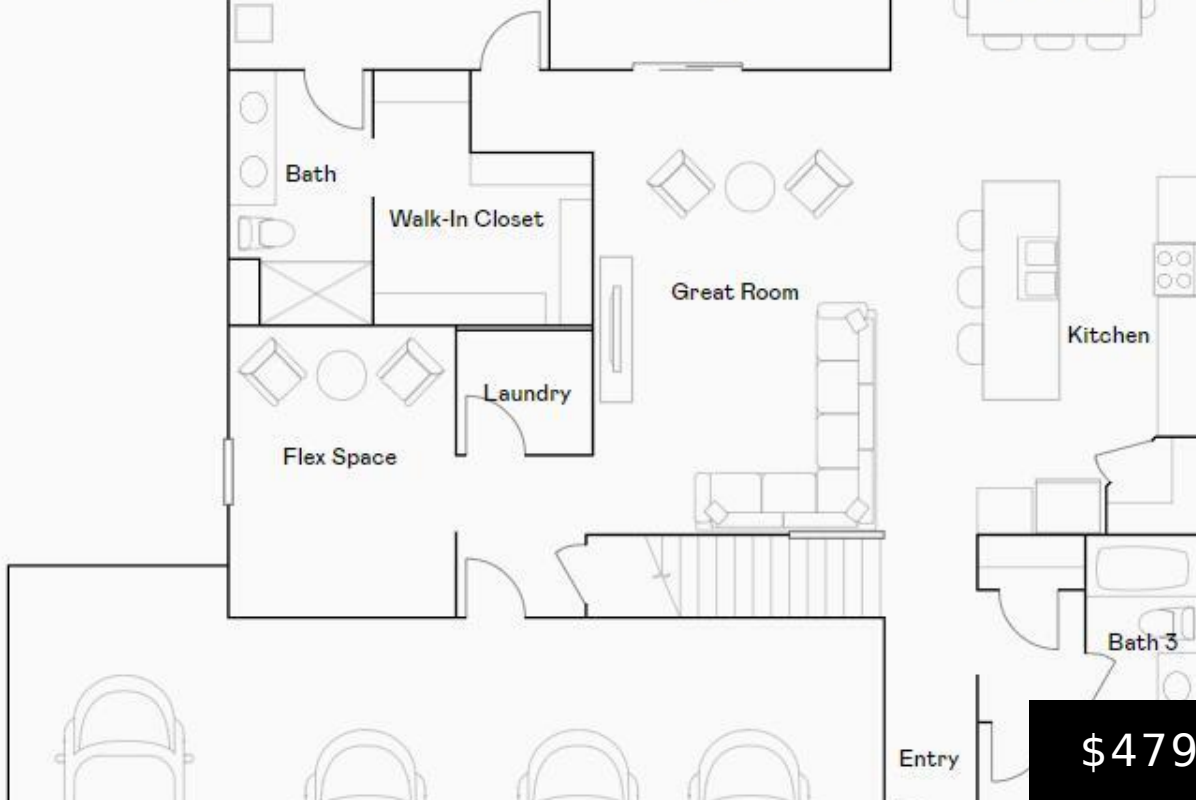 Bath
Walk-In Closet
Great Room
Kitchen
Laundry
Flex Space
Bath 3
Entry
$479